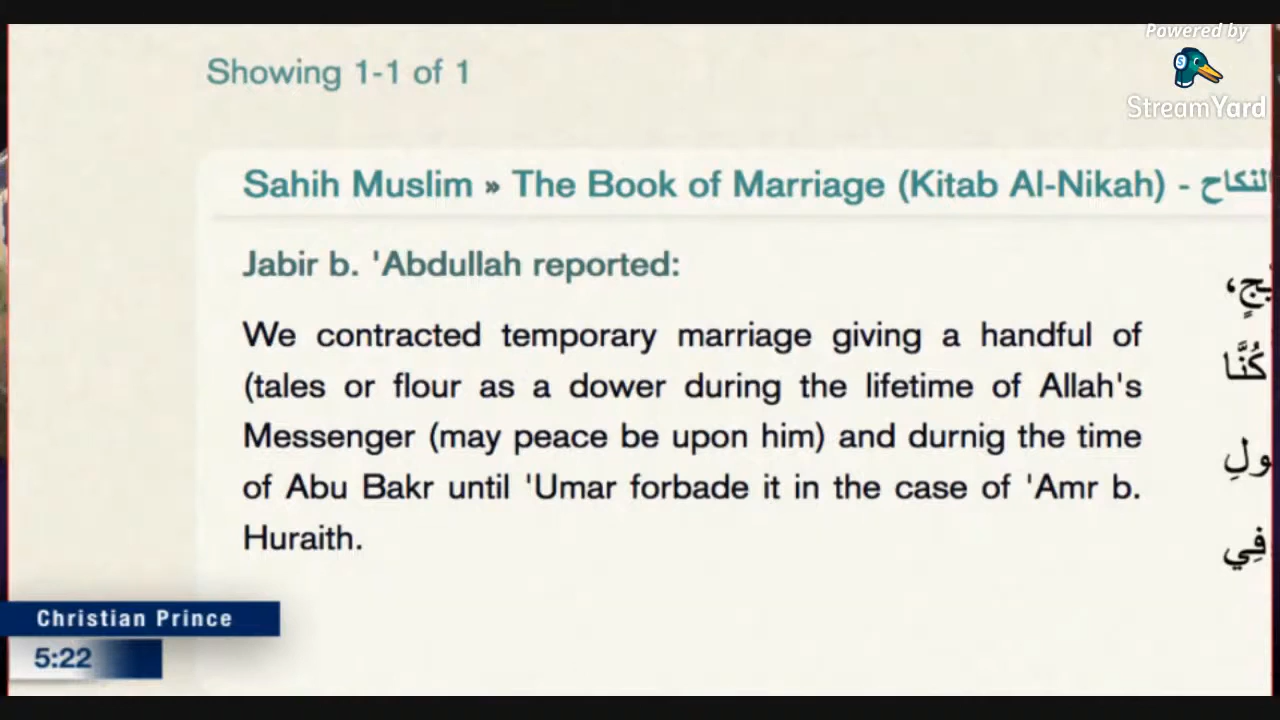 Powered by
StreamYard
Showing 1-1 of 1
Sahih Muslim » The Book of Marriage (Kitab Al-Nikah) - النكاح
Jabir b. 'Abdullah reported:
We contracted temporary marriage giving a handful of
(tales or flour as a dower during the lifetime of Allah's
Messenger (may peace be upon him) and durnig the time
of Abu Bakr until 'Umar forbade it in the case of 'Amr b.
Huraith.
كُنَّا
فِي
Christian Prince
5:22